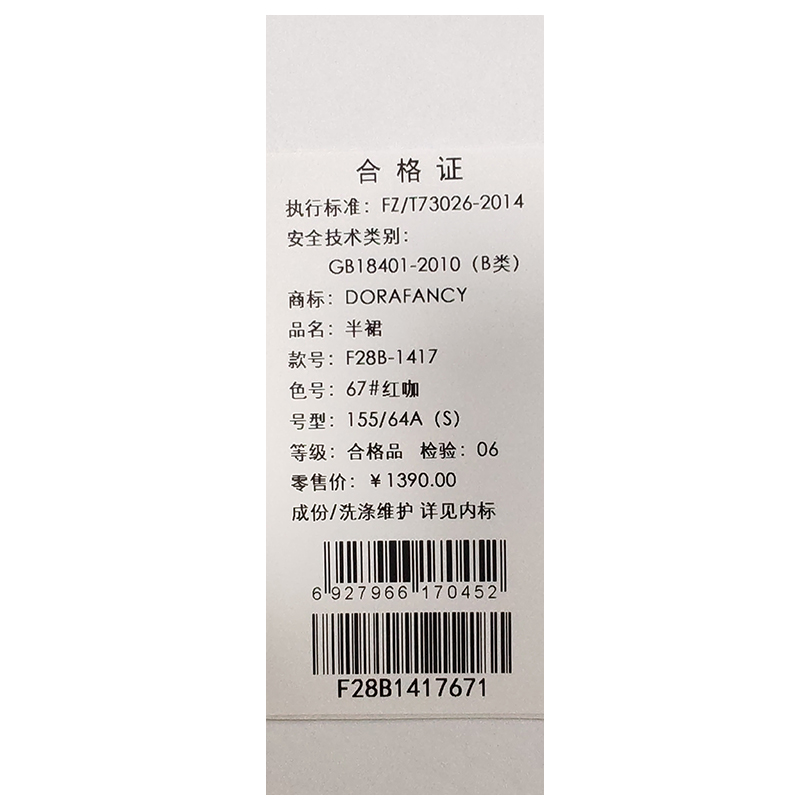 合格证
执行标准：FZ/T73026-2014
安全技术类别：
GB18401-2010（B类）
商标：DORAFANCY
品名：半裙
款号：F28B-1417
色号：67#红咖
号型：155/64A（S）
等级：合格品 检验：06
零售价：￥1390.00
成份/洗涤维护 详见内标
6 927966 170452
F28B1417671